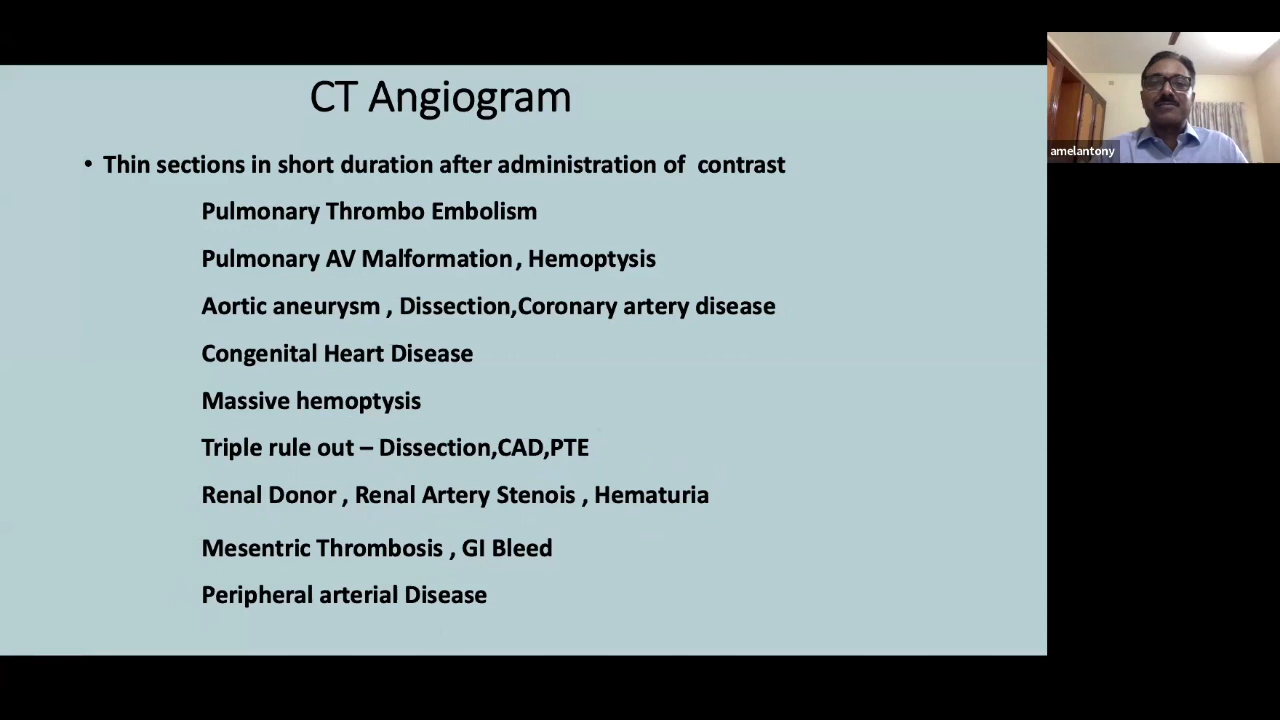 CT Angiogram
• Thin sections in short duration after administration of contrast
Pulmonary Thrombo Embolism
Pulmonary AV Malformation , Hemoptysis
Aortic aneurysm , Dissection,Coronary artery disease
Congenital Heart Disease
Massive hemoptysis
Triple rule out – Dissection,CAD,PTE
Renal Donor , Renal Artery Stenois , Hematuria
Mesentric Thrombosis , GI Bleed
Peripheral arterial Disease
amelantony